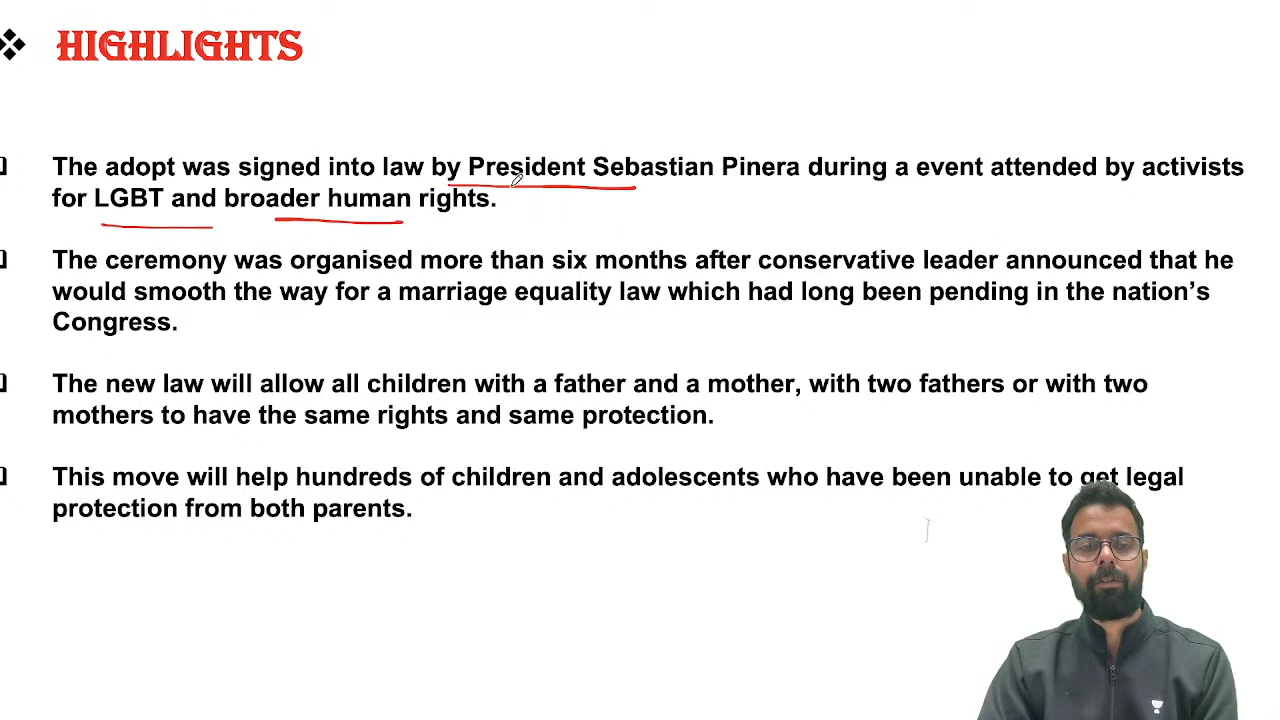 HIGHLIGHTS
The adopt was signed into law by President Sebastian Pinera during a event attended by activists
for LGBT and broader human rights.
The ceremony was organised more than six months after conservative leader announced that he
would smooth the way for a marriage equality law which had long been pending in the nation’s
Congress.
The new law will allow all children with a father and a mother, with two fathers or with two
mothers to have the same rights and same protection.
This move will help hundreds of children and adolescents who have been unable to get legal
protection from both parents.